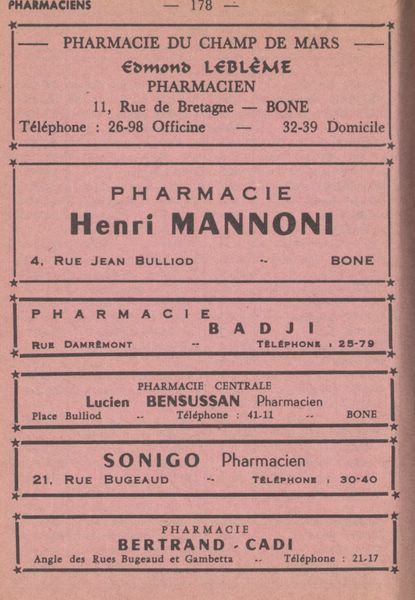 PHARMACIENS — 178 —
— PHARMACIE DU CHAMP DE MARS —
Edmond LEBLÈME
PHARMACIEN
11, Rue de Bretagne — BONE
Téléphone : 26-98 Officine — 32-39 Domicile
PHARMACIE
Henri MANNONI
4, RUE JEAN BULLIOD -- BONE
PHARMACIE
BADJI
RUE DAMRÉMONT -- TÉLÉPHONE : 25-79
PHARMACIE CENTRALE
Lucien BENSUSSAN Pharmacien
Place Bulliod -- Téléphone : 41-11 -- BONE
SONIGO Pharmacien
21, RUE BUGEAUD -- TÉLÉPHONE : 30-40
PHARMACIE
BERTRAND - CADI
Angle des Rues Bugeaud et Gambetta -- Téléphone : 21-17